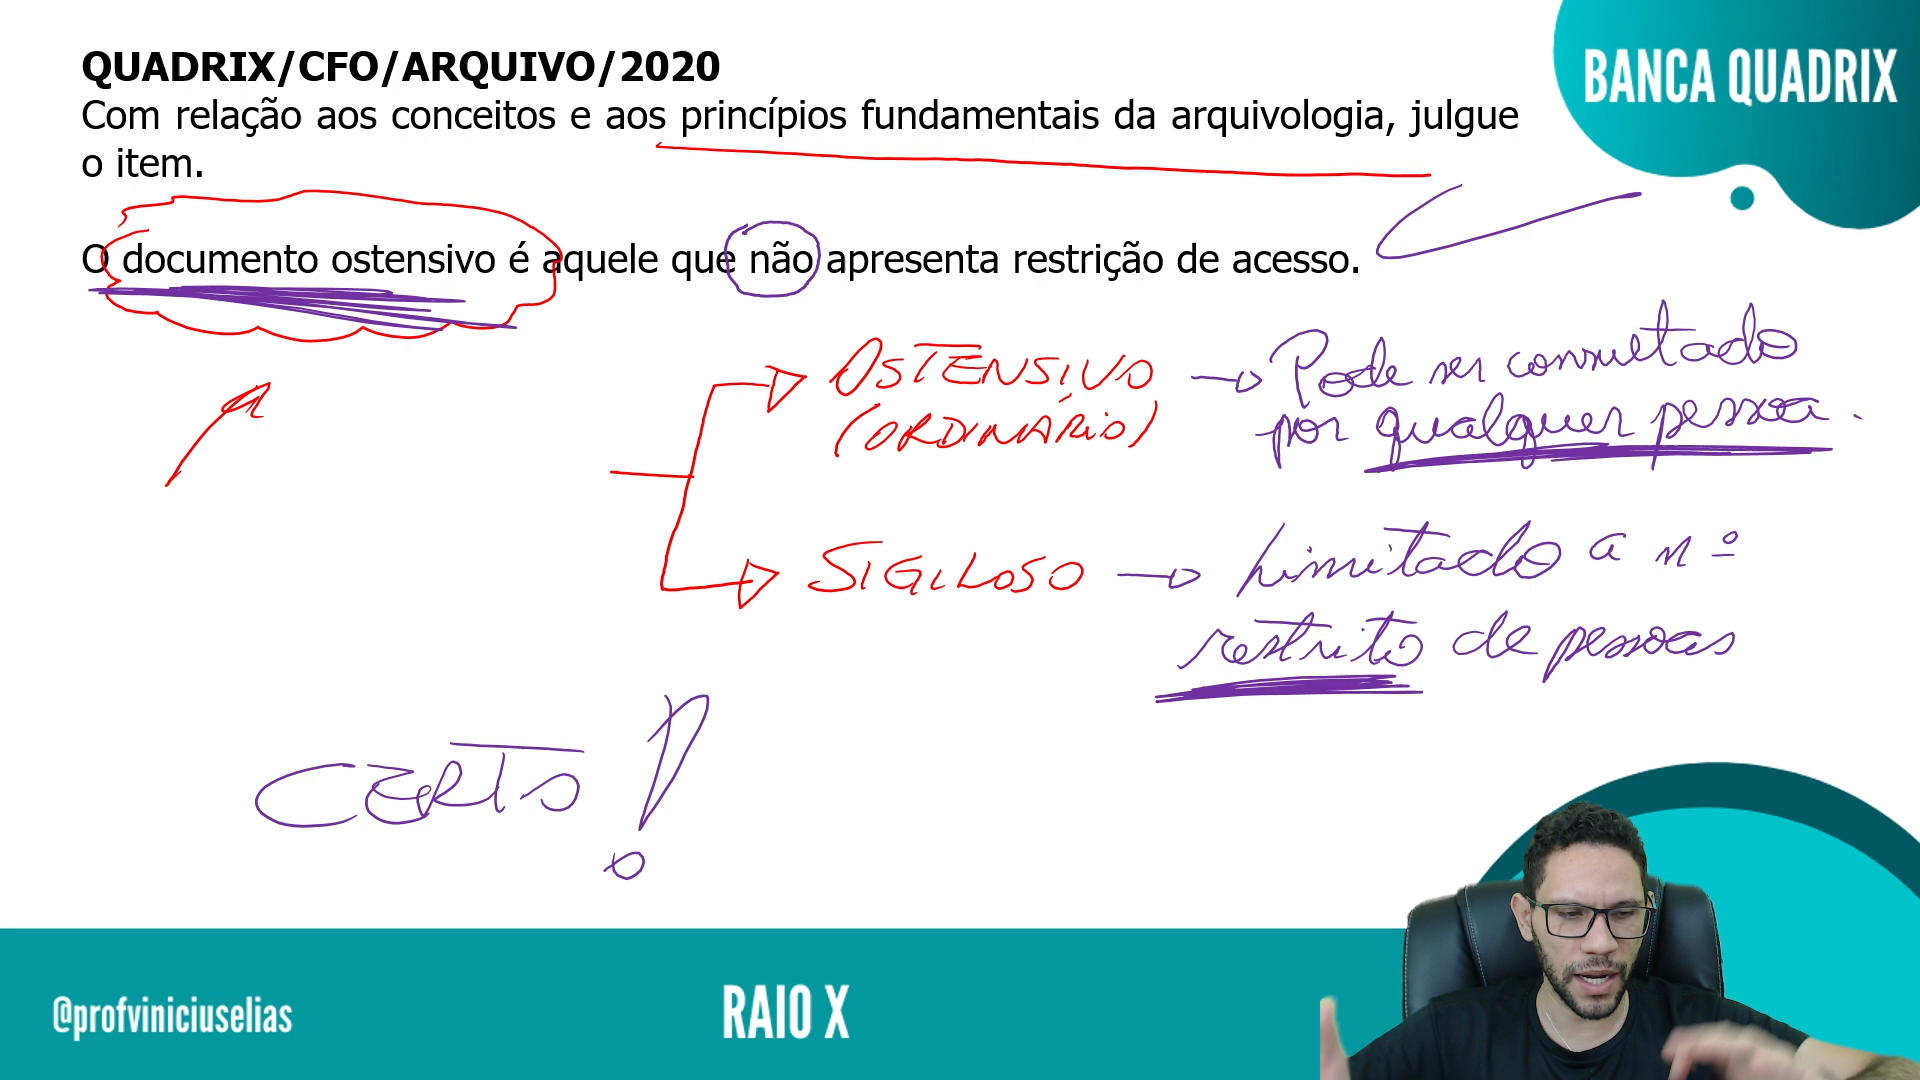 QUADRIX/CFO/ARQUIVO/2020
BANCA QUADRIX
Com relação aos conceitos e aos princípios fundamentais da arquivologia, julgue
o item.
O documento ostensivo é aquele que não apresenta restrição de acesso.
OSTENSIVO → Pode ser consultado
(ORDINÁRIO) por qualquer pessoa.
SIGILOSO → Limitado a nº
restrito de pessoas
CERTO!
@profviniciuselias
RAIO X